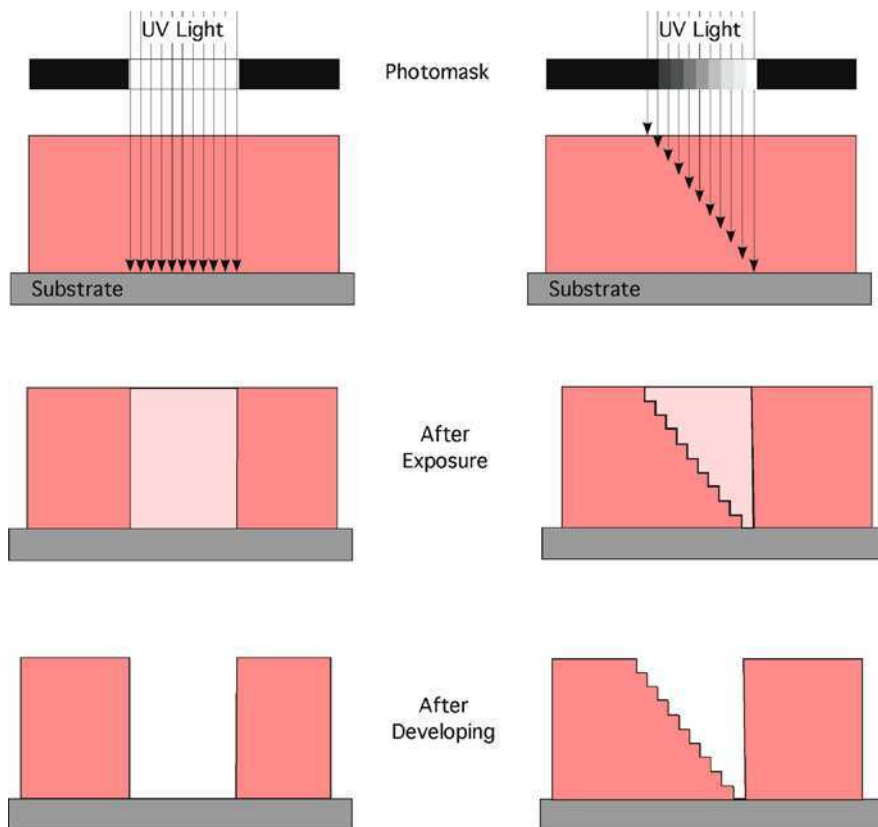 UV Light
UV Light
Photomask
Substrate
Substrate
After
Exposure
After
Developing